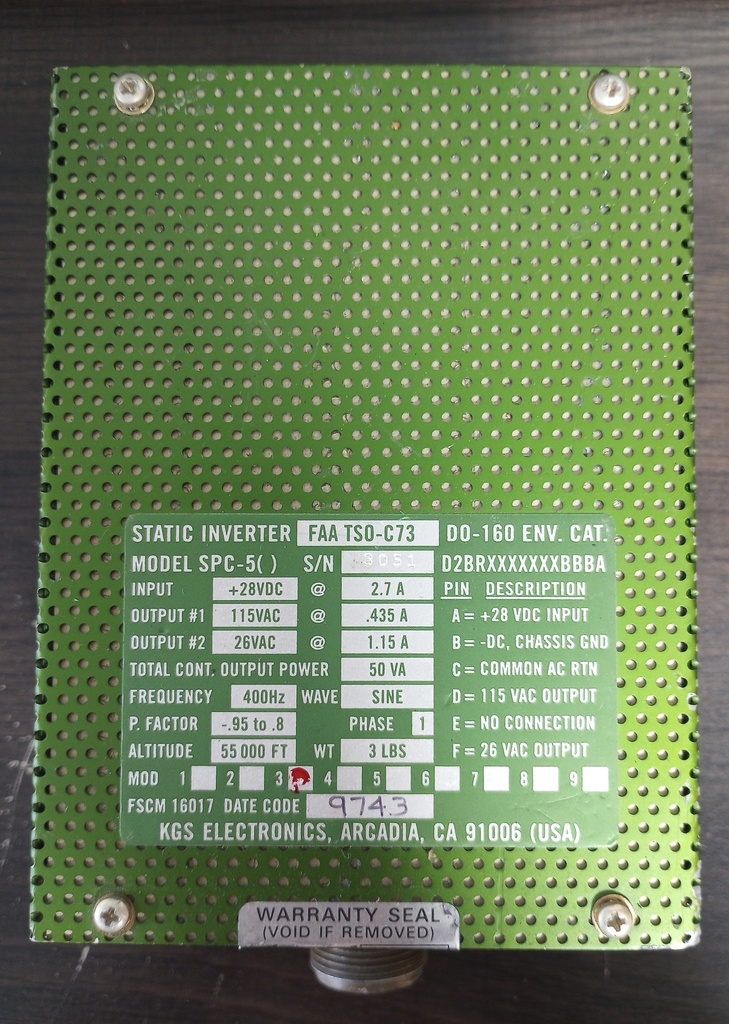 STATIC INVERTER FAA TSO-C73 DO-160 ENV. CAT.
MODEL SPC-5( ) S/N 3051 D2BRXXXXXXXBBBA
INPUT +28VDC @ 2.7 A PIN DESCRIPTION
OUTPUT #1 115VAC @ .435 A A = +28 VDC INPUT
OUTPUT #2 26VAC @ 1.15 A B = -DC, CHASSIS GND
TOTAL CONT. OUTPUT POWER 50 VA C = COMMON AC RTN
FREQUENCY 400Hz WAVE SINE D = 115 VAC OUTPUT
P. FACTOR -.95 to .8 PHASE 1 E = NO CONNECTION
ALTITUDE 55 000 FT WT 3 LBS F = 26 VAC OUTPUT
MOD 1 2 3 4 5 6 7 8 9
FSCM 16017 DATE CODE 9743
KGS ELECTRONICS, ARCADIA, CA 91006 (USA)
WARRANTY SEAL
(VOID IF REMOVED)